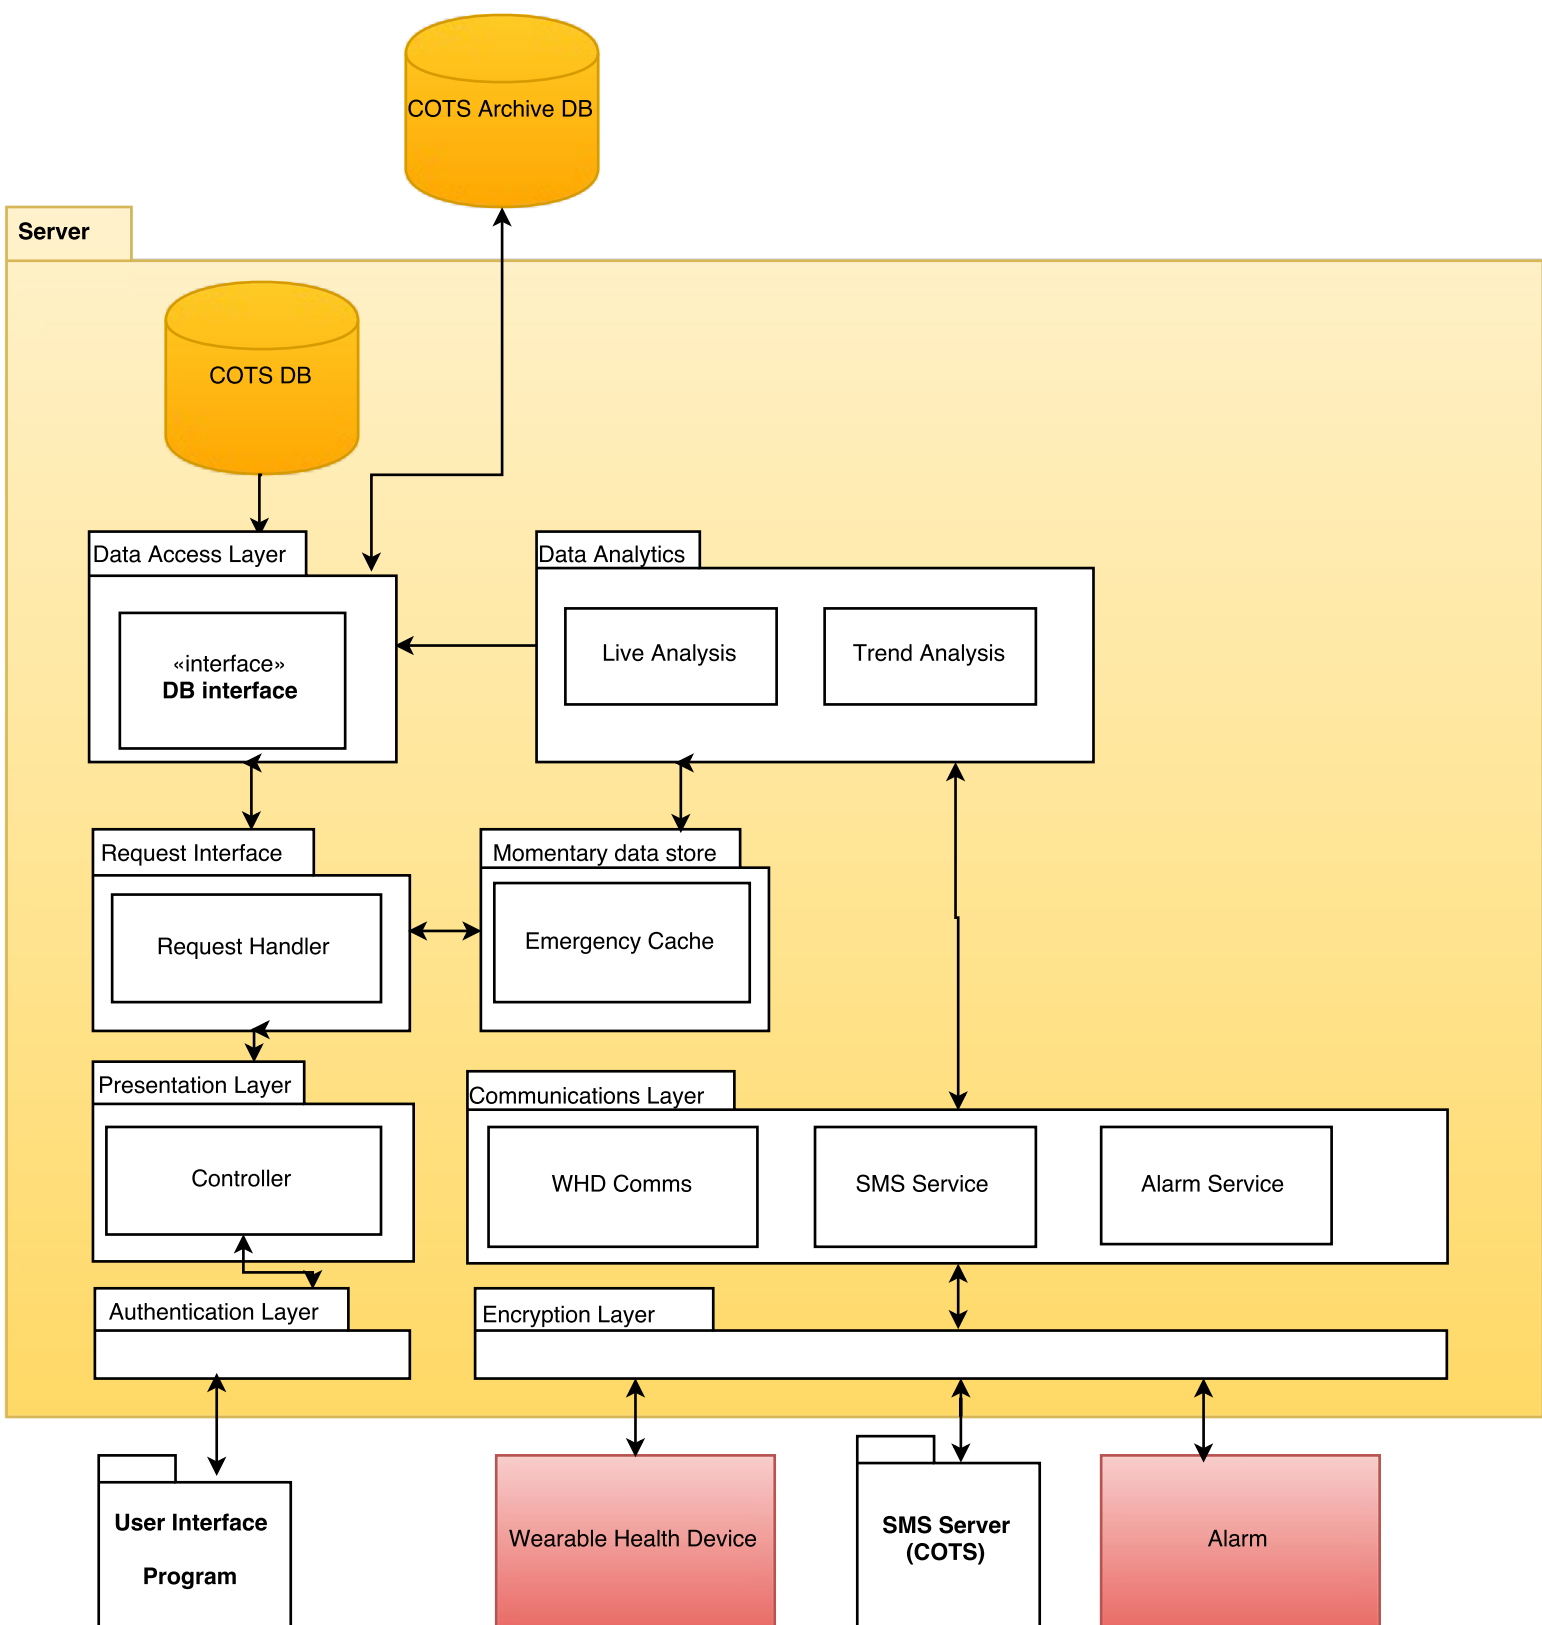 COTS Archive DB
Server
COTS DB
Data Access Layer
Data Analytics
«interface»
DB interface
Live Analysis
Trend Analysis
Request Interface
Momentary data store
Request Handler
Emergency Cache
Presentation Layer
Communications Layer
Controller
WHD Comms
SMS Service
Alarm Service
Authentication Layer
Encryption Layer
User Interface
Program
Wearable Health Device
SMS Server
(COTS)
Alarm